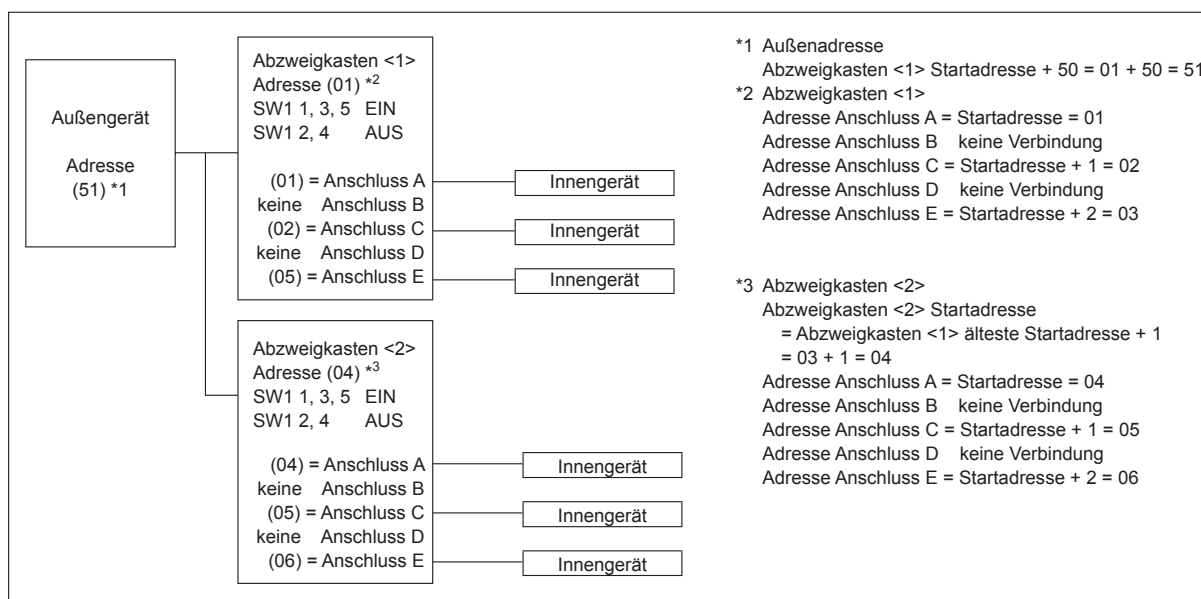 Außengerät
Adresse
(51) *1
Abzweigkasten <1>
Adresse (01) *2
SW1 1, 3, 5 EIN
SW1 2, 4 AUS
(01) = Anschluss A
keine Anschluss B
(02) = Anschluss C
keine Anschluss D
(05) = Anschluss E
Innengerät
Innengerät
Innengerät
Abzweigkasten <2>
Adresse (04) *3
SW1 1, 3, 5 EIN
SW1 2, 4 AUS
(04) = Anschluss A
keine Anschluss B
(05) = Anschluss C
keine Anschluss D
(06) = Anschluss E
Innengerät
Innengerät
Innengerät
*1 Außenadresse
Abzweigkasten <1> Startadresse + 50 = 01 + 50 = 51
*2 Abzweigkasten <1>
Adresse Anschluss A = Startadresse = 01
Adresse Anschluss B keine Verbindung
Adresse Anschluss C = Startadresse + 1 = 02
Adresse Anschluss D keine Verbindung
Adresse Anschluss E = Startadresse + 2 = 03
*3 Abzweigkasten <2>
Abzweigkasten <2> Startadresse
= Abzweigkasten <1> älteste Startadresse + 1
= 03 + 1 = 04
Adresse Anschluss A = Startadresse = 04
Adresse Anschluss B keine Verbindung
Adresse Anschluss C = Startadresse + 1 = 05
Adresse Anschluss D keine Verbindung
Adresse Anschluss E = Startadresse + 2 = 06